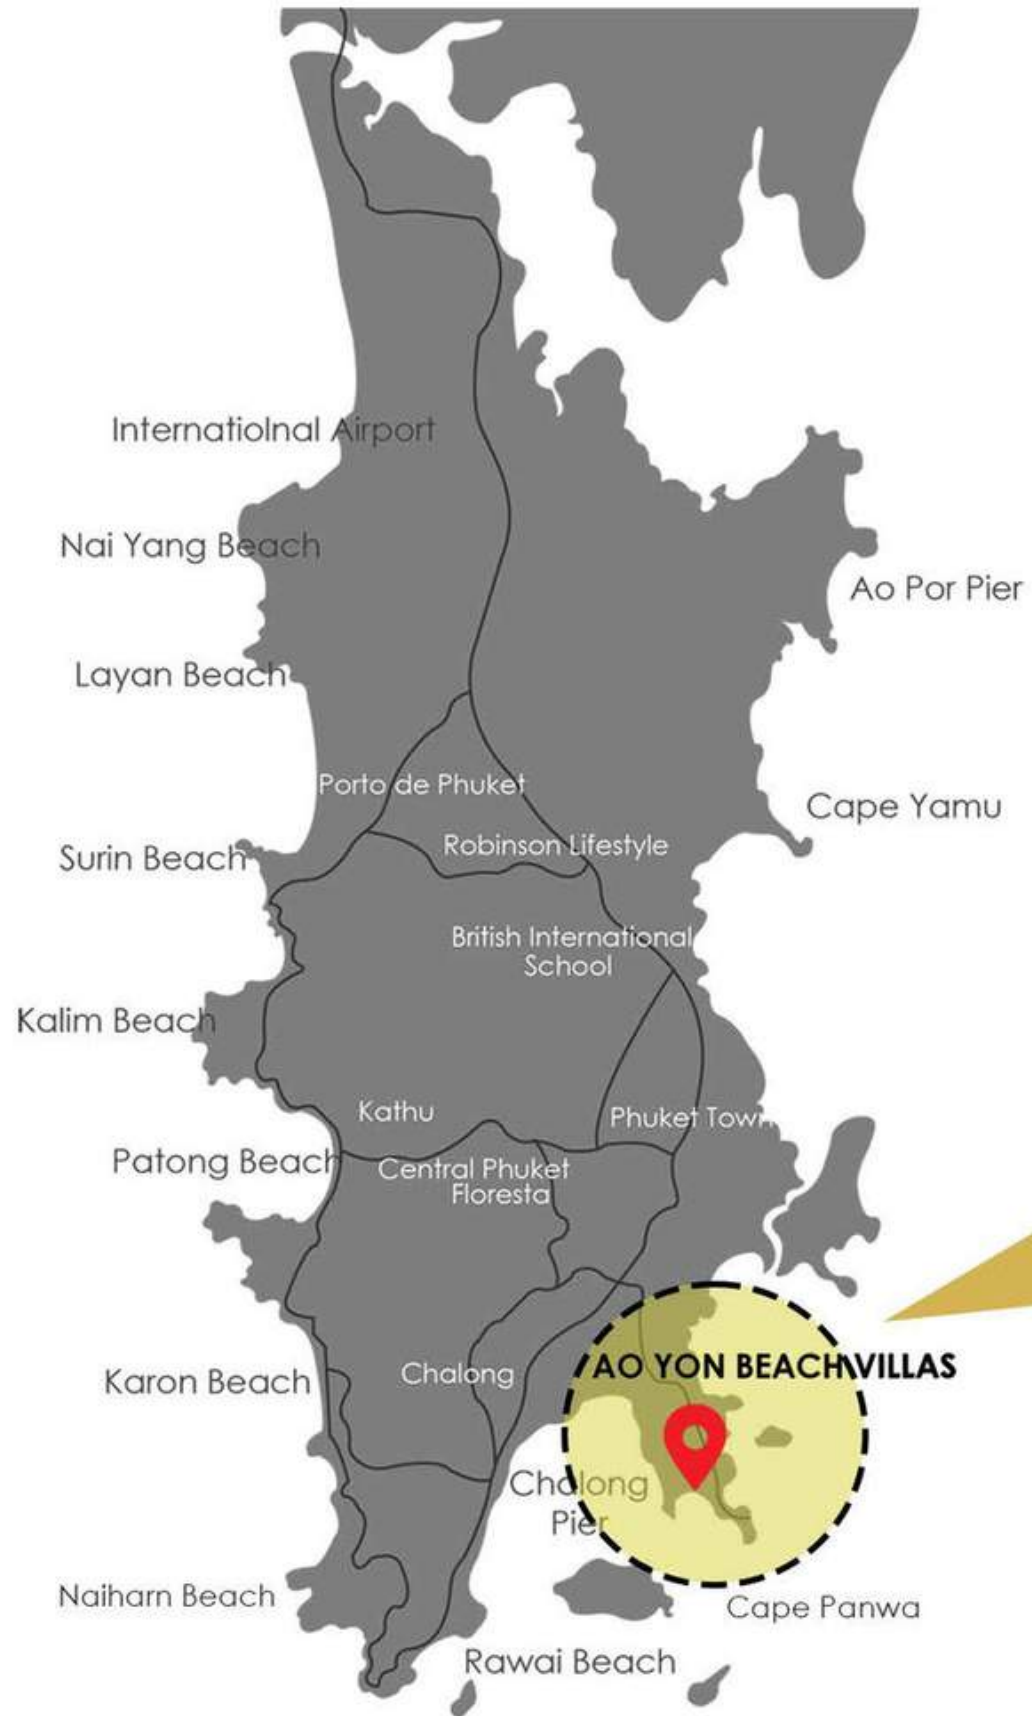 Internatiolnal Airport
Nai Yang Beach
Ao Por Pier
Layan Beach
Porto de Phuket
Cape Yamu
Robinson Lifestyle
Surin Beach
British International
School
Kalim Beach
Kathu
Phuket Town
Patong Beach
Central Phuket
Floresta
AO YON BEACH VILLAS
Karon Beach
Chalong
Chalong
Pier
Naiharn Beach
Cape Panwa
Rawai Beach